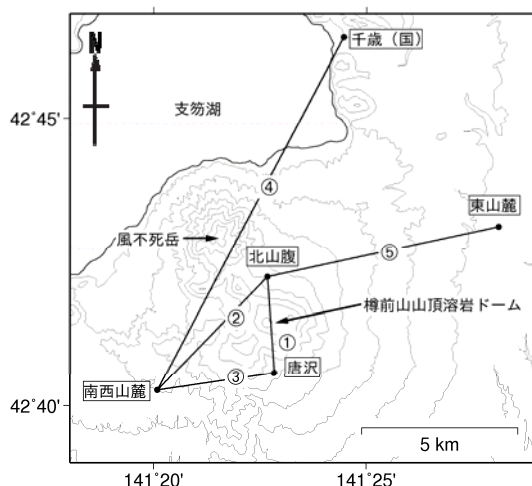 N
千歳（国）
42°45'
支笏湖
④
東山麓
風不死岳
北山腹
⑤
樽前山山頂溶岩ドーム
②
①
③
唐沢
南西山麓
42°40'
5 km
141°20'
141°25'